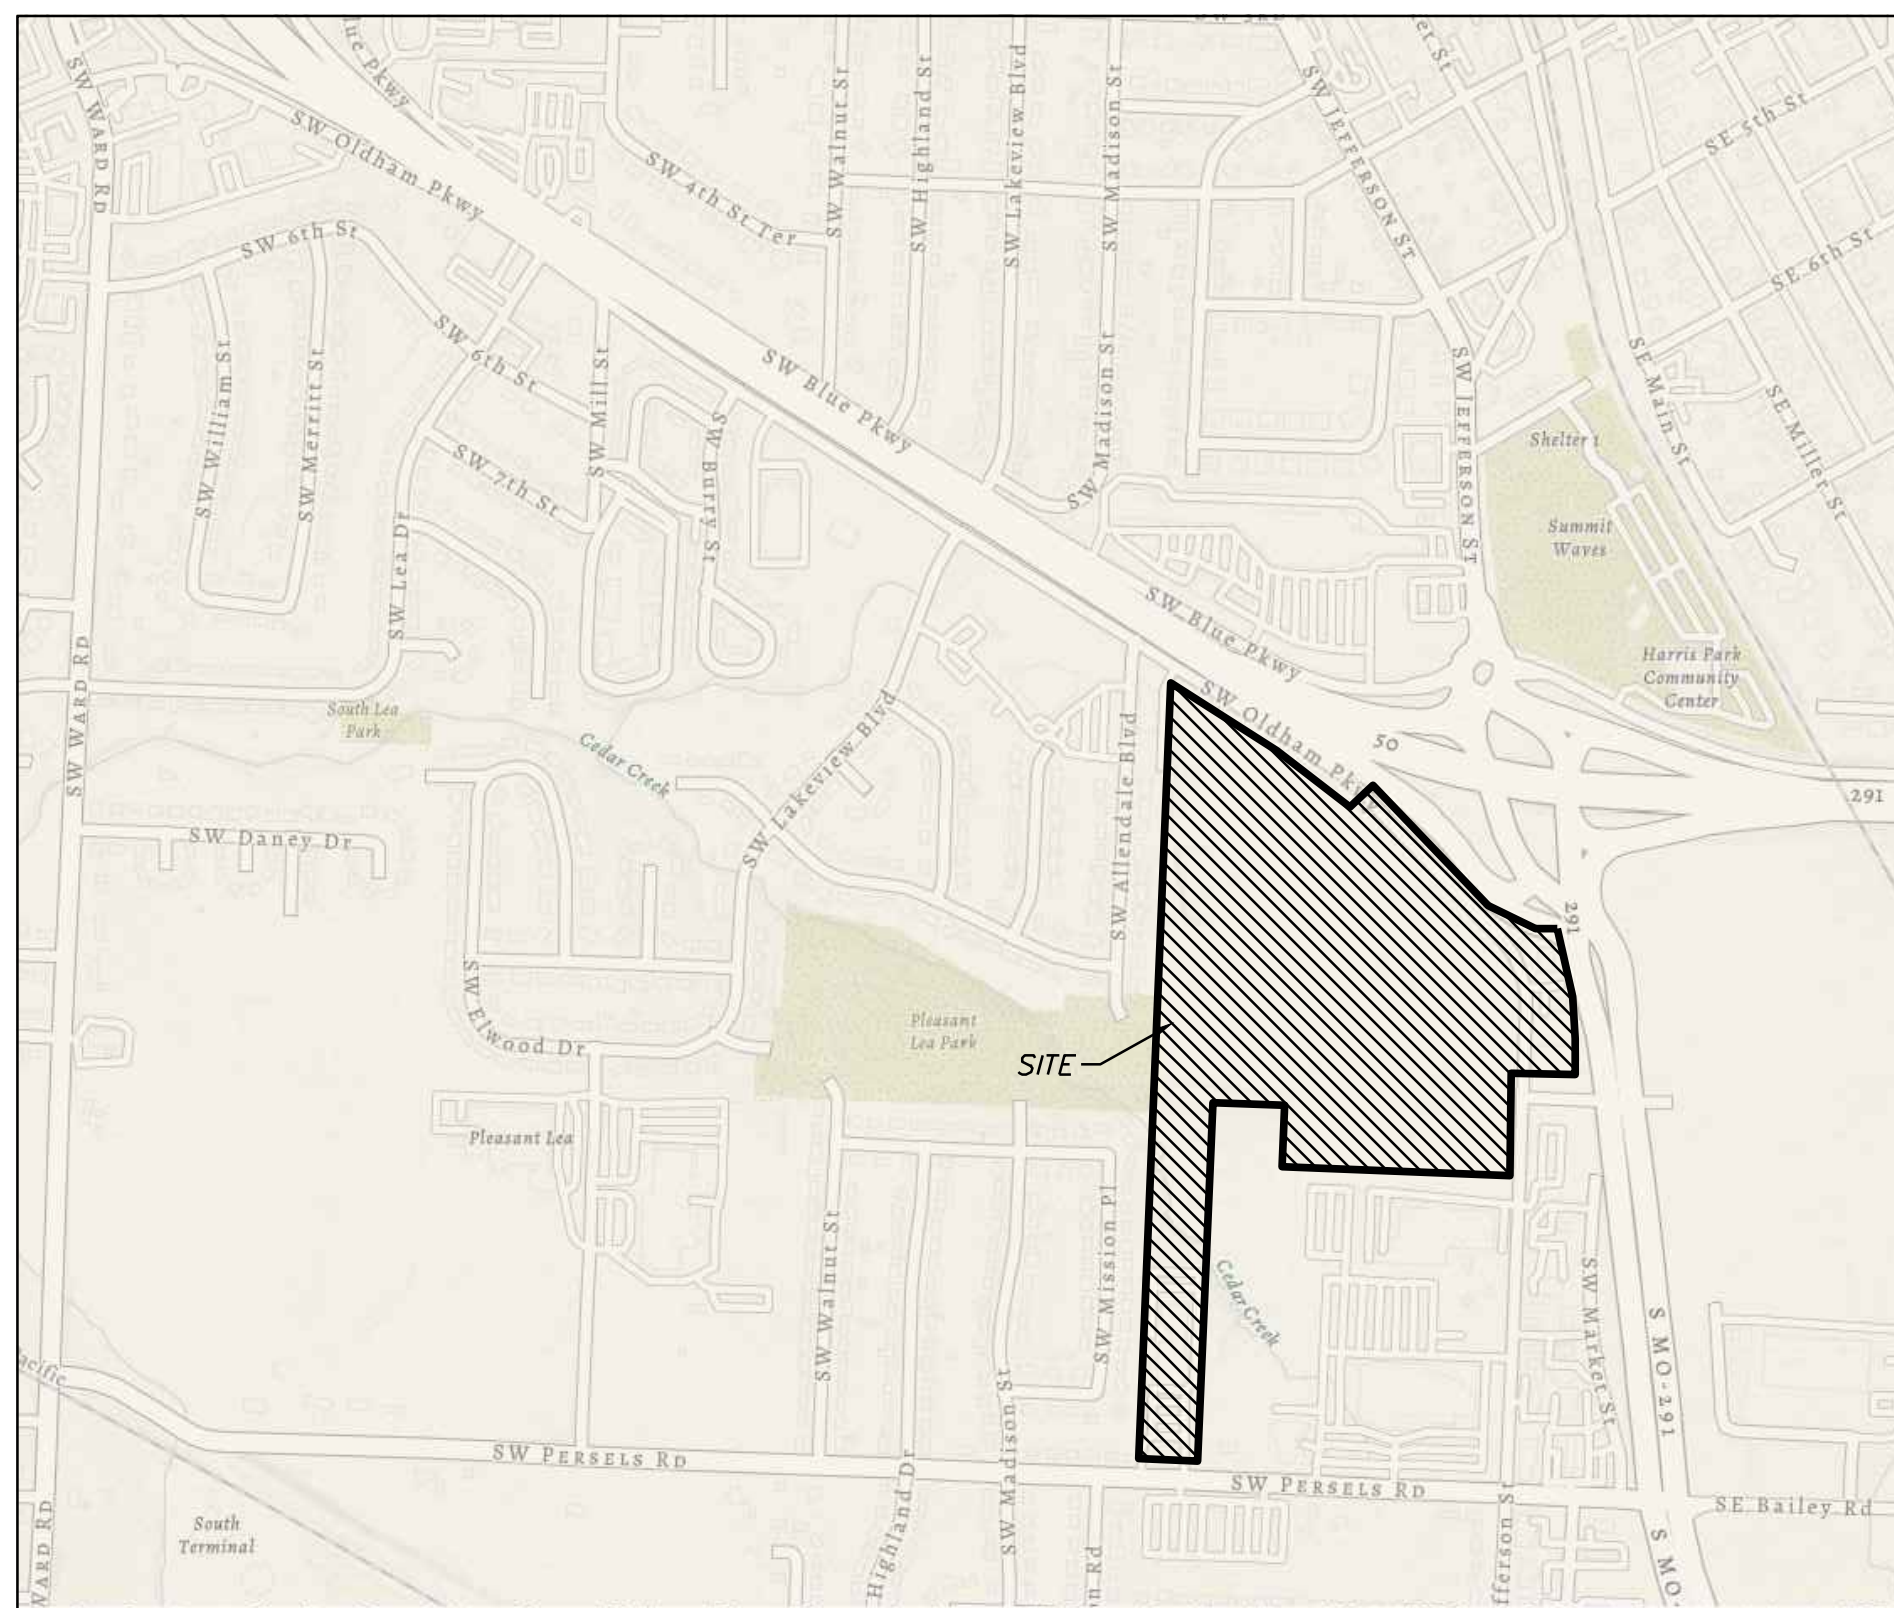 SW WARD RD
SW Oldham Pkwy
SW 4th St Ter
SW Walnut St
SW Highland St
SW Lakeview Blvd
SW Madison St
SW JEFFERSON ST
SE 5th St
SE 6th St
SW 6th St
SW 6th St
SW William St
SW Merritt St
SW Mill St
SW Burry St
SW 7th St
SW Lea Dr
SW Blue Pkwy
SW Madison St
SW JEFFERSON ST
SE Main St
SE Miller St
Shelter 1
Summit
Waves
SW Blue Pkwy
Harris Park
Community
Center
SW WARD RD
South Lea
Park
Cedar Creek
SW Lakeview Blvd
SW Allendale Blvd
SW Oldham Pkwy
50
291
291
SW Daney Dr
SW Elwood Dr
Pleasant
Lea Park
SITE
Pleasant Lea
SW Walnut St
SW Mission Pl
Cedar Creek
SW Market St
S MO-291
SW Madison St
SW PERSELS RD
SW PERSELS RD
SE Bailey Rd
Highland Dr
South
Terminal
WARD RD
S MO-